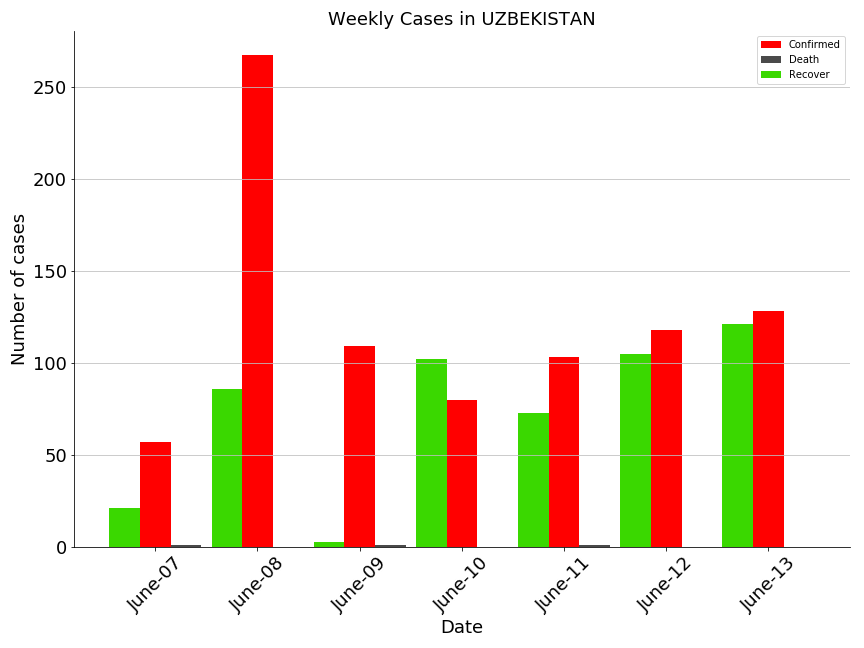 Weekly Cases in UZBEKISTAN
Confirmed
Death
Recover
Number of cases
250
200
150
100
50
0
June-07
June-08
June-09
June-10
June-11
June-12
June-13
Date